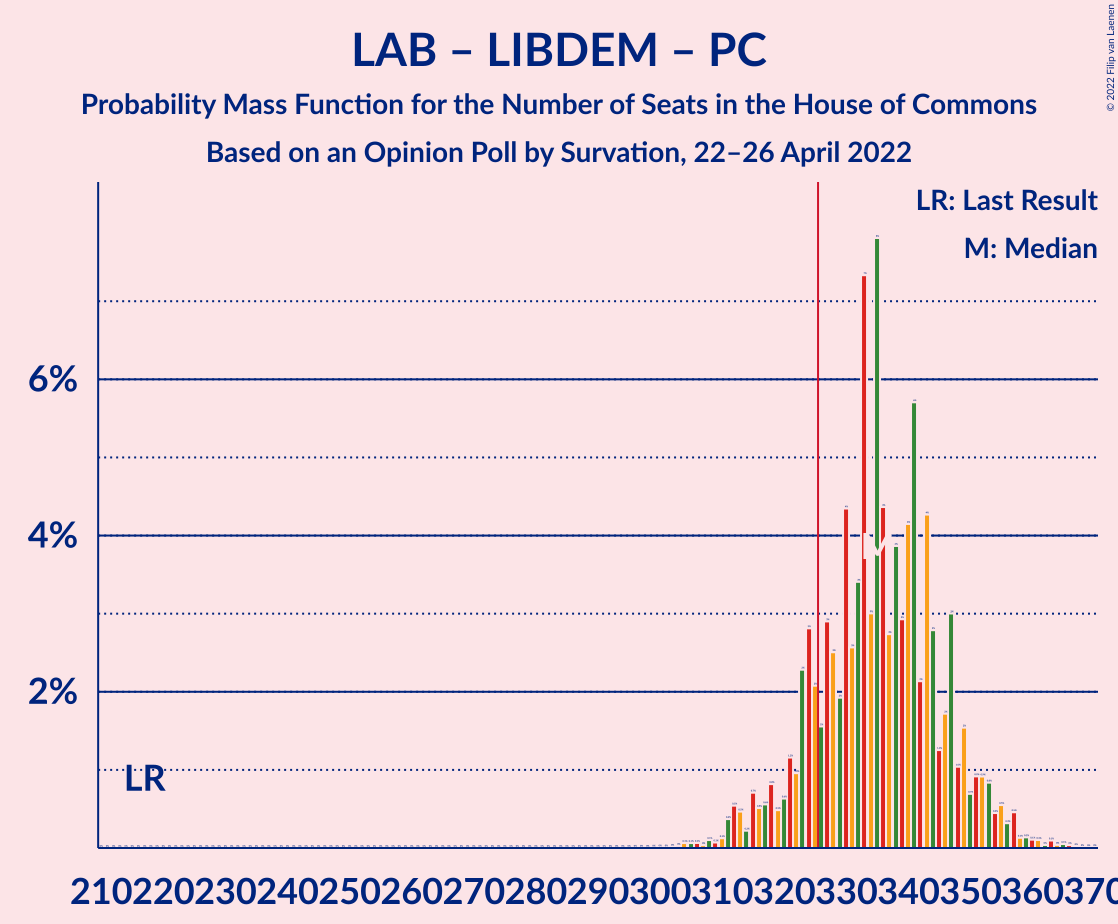 LAB – LIBDEM – PC
Probability Mass Function for the Number of Seats in the House of Commons
Based on an Opinion Poll by Survation, 22–26 April 2022
© 2022 Filip van Laenen
LR: Last Result
M: Median
6%
4%
2%
LR
M
210220230240250260270280290300310320330340350360370